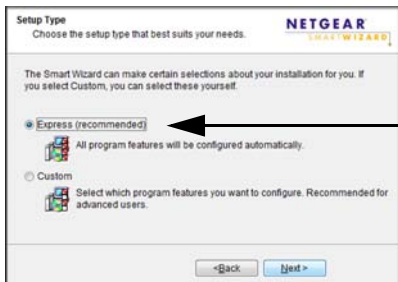 Setup Type
Choose the setup type that best suits your needs.
NETGEAR
SMARTWIZARD
The Smart Wizard can make certain selections about your installation for you. If
you select Custom, you can select these yourself.
Express (recommended)
All program features will be configured automatically.
Custom
Select which program features you want to configure. Recommended for
advanced users.
<Back
Next >